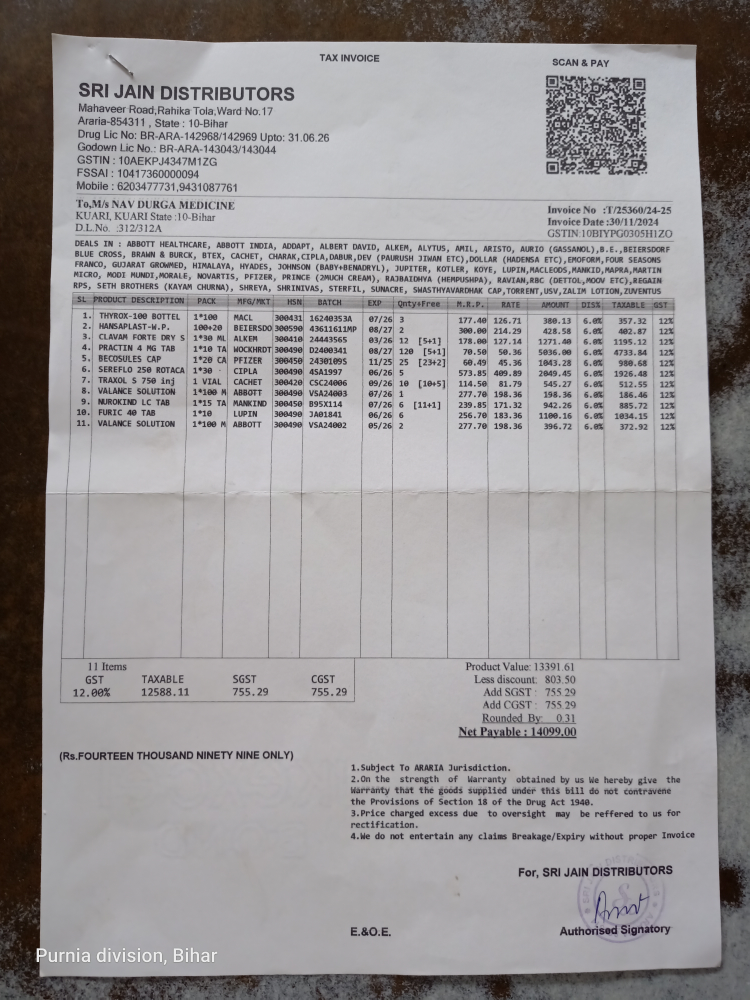 TAX INVOICE
SCAN & PAY
SRI JAIN DISTRIBUTORS
Mahaveer Road,Rahika Tola,Ward No.17
Araria-854311 , State : 10-Bihar
Drug Lic No: BR-ARA-142968/142969 Upto: 31.06.26
Godown Lic No.: BR-ARA-143043/143044
GSTIN : 10AEKPJ4347M1ZG
FSSAI : 10417360000094
Mobile : 6203477731,9431087761
To,M/s NAV DURGA MEDICINE
KUARI, KUARI State :10-Bihar
D.L.No. :312/312A
Invoice No :T/25360/24-25
Invoice Date :30/11/2024
GSTIN:10BIYPG0305H1ZO
DEALS IN : ABBOTT HEALTHCARE, ABBOTT INDIA, ADDAPT, ALBERT DAVID, ALKEM, ALYTUS, AMIL, ARISTO, AURIO (GASSANOL),B.E.,BEIERSDORF
BLUE CROSS, BRAWN & BURCK, BTEX, CACHET, CHARAK,CIPLA,DABUR,DEV (PAURUSH JIWAN ETC),DOLLAR (HADENSA ETC),EMOFORM,FOUR SEASONS
FRANCO, GUJARAT GROWMED, HIMALAYA, HYADES, JOHNSON (BABY+BENADRYL), JUPITER, KOTLER, KOYE, LUPIN,MACLEODS,MANKID,MAPRA,MARTIN
MICRO, MODI MUNDI,MORALE, NOVARTIS, PFIZER, PRINCE (2MUCH CREAM), RAJBAIDHYA (HEMPUSHPA), RAVIAN,RBC (DETTOL,MOOV ETC),REGAIN
RPS, SETH BROTHERS (KAYAM CHURNA), SHREYA, SHRINIVAS, STERFIL, SUNACRE, SWASTHYAVARDHAK CAP,TORRENT,USV,ZALIM LOTION,ZUVENTUS
SL PRODUCT DESCRIPTION PACK MFG/MKT HSN BATCH EXP Qnty+Free M.R.P. RATE AMOUNT DIS% TAXABLE GST
1. THYROX-100 BOTTEL 1*100 MACL 300431 16240353A 07/26 3 177.40 126.71 380.13 6.0% 357.32 12%
2. HANSAPLAST-W.P. 100+20 BEIERSDO 300590 43611611MP 08/27 2 300.00 214.29 428.58 6.0% 402.87 12%
3. CLAVAM FORTE DRY S 1*30 ML ALKEM 300410 24443565 03/26 12 [5+1] 178.00 127.14 1271.40 6.0% 1195.12 12%
4. PRACTIN 4 MG TAB 1*10 TA WOCKHRDT 300490 D2400341 08/27 120 [5+1] 70.50 50.36 5036.00 6.0% 4733.84 12%
5. BECOSULES CAP 1*20 CA PFIZER 300450 2430109S 11/25 25 [23+2] 60.49 45.36 1043.28 6.0% 980.68 12%
6. SEREFLO 250 ROTACA 1*30 CIPLA 300490 4SA1997 06/26 5 573.85 409.89 2049.45 6.0% 1926.48 12%
7. TRAXOL S 750 inj 1 VIAL CACHET 300420 CSC24006 09/26 10 [10+5] 114.50 81.79 545.27 6.0% 512.55 12%
8. VALANCE SOLUTION 1*100 M ABBOTT 300490 VSA24003 07/26 1 277.70 198.36 198.36 6.0% 186.46 12%
9. NUROKIND LC TAB 1*15 TA MANKIND 300450 B95X114 07/26 6 [11+1] 239.85 171.32 942.26 6.0% 885.72 12%
10. FURIC 40 TAB 1*10 LUPIN 300490 JA01841 06/26 6 256.70 183.36 1100.16 6.0% 1034.15 12%
11. VALANCE SOLUTION 1*100 M ABBOTT 300490 VSA24002 05/26 2 277.70 198.36 396.72 6.0% 372.92 12%
11 Items
GST TAXABLE SGST CGST
12.00% 12588.11 755.29 755.29
Product Value: 13391.61
Less discount: 803.50
Add SGST : 755.29
Add CGST : 755.29
Rounded By: 0.31
Net Payable : 14099.00
(Rs.FOURTEEN THOUSAND NINETY NINE ONLY)
1.Subject To ARARIA Jurisdiction.
2.On the strength of Warranty obtained by us We hereby give the
Warranty that the goods supplied under this bill do not contravene
the Provisions of Section 18 of the Drug Act 1940.
3.Price charged excess due to oversight may be reffered to us for
rectification.
4.We do not entertain any claims Breakage/Expiry without proper Invoice
For, SRI JAIN DISTRIBUTORS
E.&O.E.
Authorised Signatory
Purnia division, Bihar